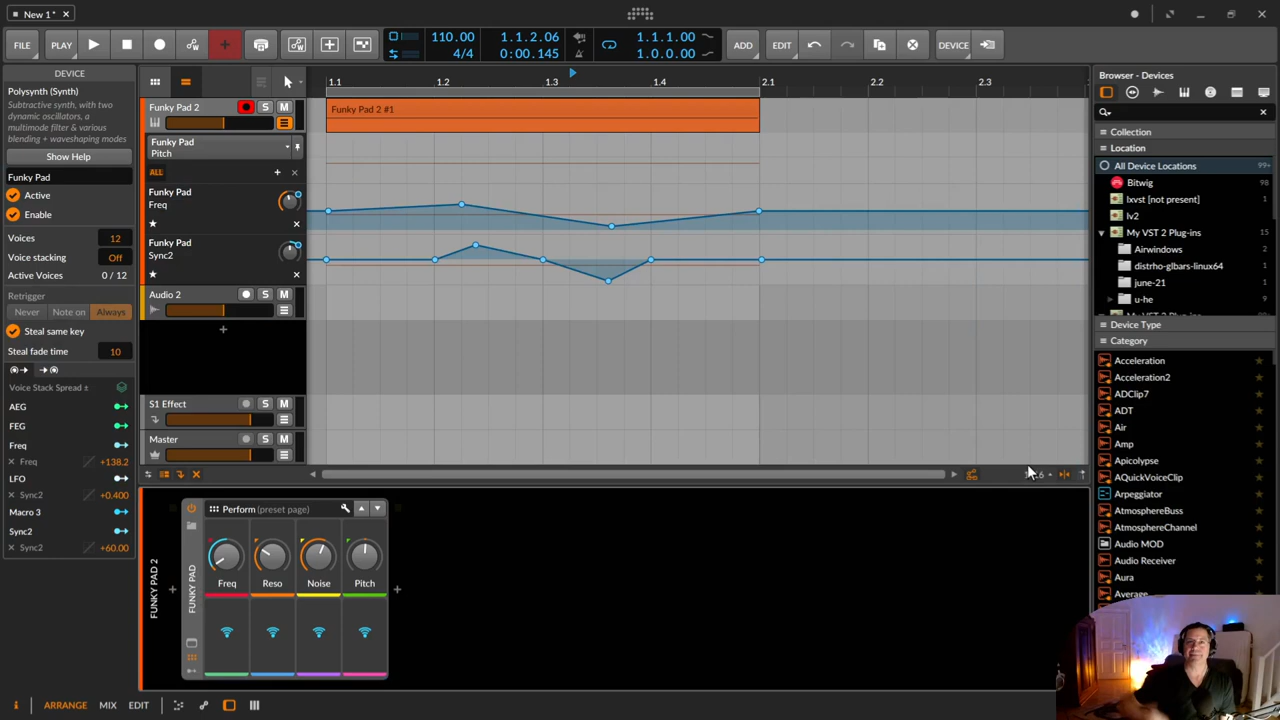 New 1*
FILE
PLAY
110.00
4/4
1.1.2.06
0:00.145
1.1.1.00
1.0.0.00
ADD
EDIT
DEVICE
DEVICE
Polysynth (Synth)
Subtractive synth, with two
dynamic oscillators, a
multimode filter & various
blending + waveshaping modes
Show Help
Funky Pad
Active
Enable
Voices 12
Voice stacking Off
Active Voices 0 / 12
Retrigger
Never Note on Always
Steal same key
Steal fade time 10
Voice Stack Spread ±
AEG
FEG
Freq
Freq +138.2
LFO
Sync2 +0.400
Macro 3
Sync2
Sync2 +60.00
1.1 1.2 1.3 1.4 2.1 2.2 2.3
Funky Pad 2 S M
Funky Pad 2 #1
Funky Pad
Pitch
ALL
Funky Pad
Freq
Funky Pad
Sync2
Audio 2 S M
S1 Effect S M
Master S M
FUNKY PAD 2
FUNKY PAD
Perform (preset page)
Freq Reso Noise Pitch
Browser - Devices
Collection
Location
All Device Locations 99+
Bitwig 98
lxvst [not present]
lv2
My VST 2 Plug-ins 15
Airwindows 2
distrho-glbars-linux64
june-21
u-he 9
Device Type
Category
Acceleration
Acceleration2
ADClip7
ADT
Air
Amp
Apicolypse
AQuickVoiceClip
Arpeggiator
AtmosphereBuss
AtmosphereChannel
Audio MOD
Audio Receiver
Aura
Average
ARRANGE MIX EDIT